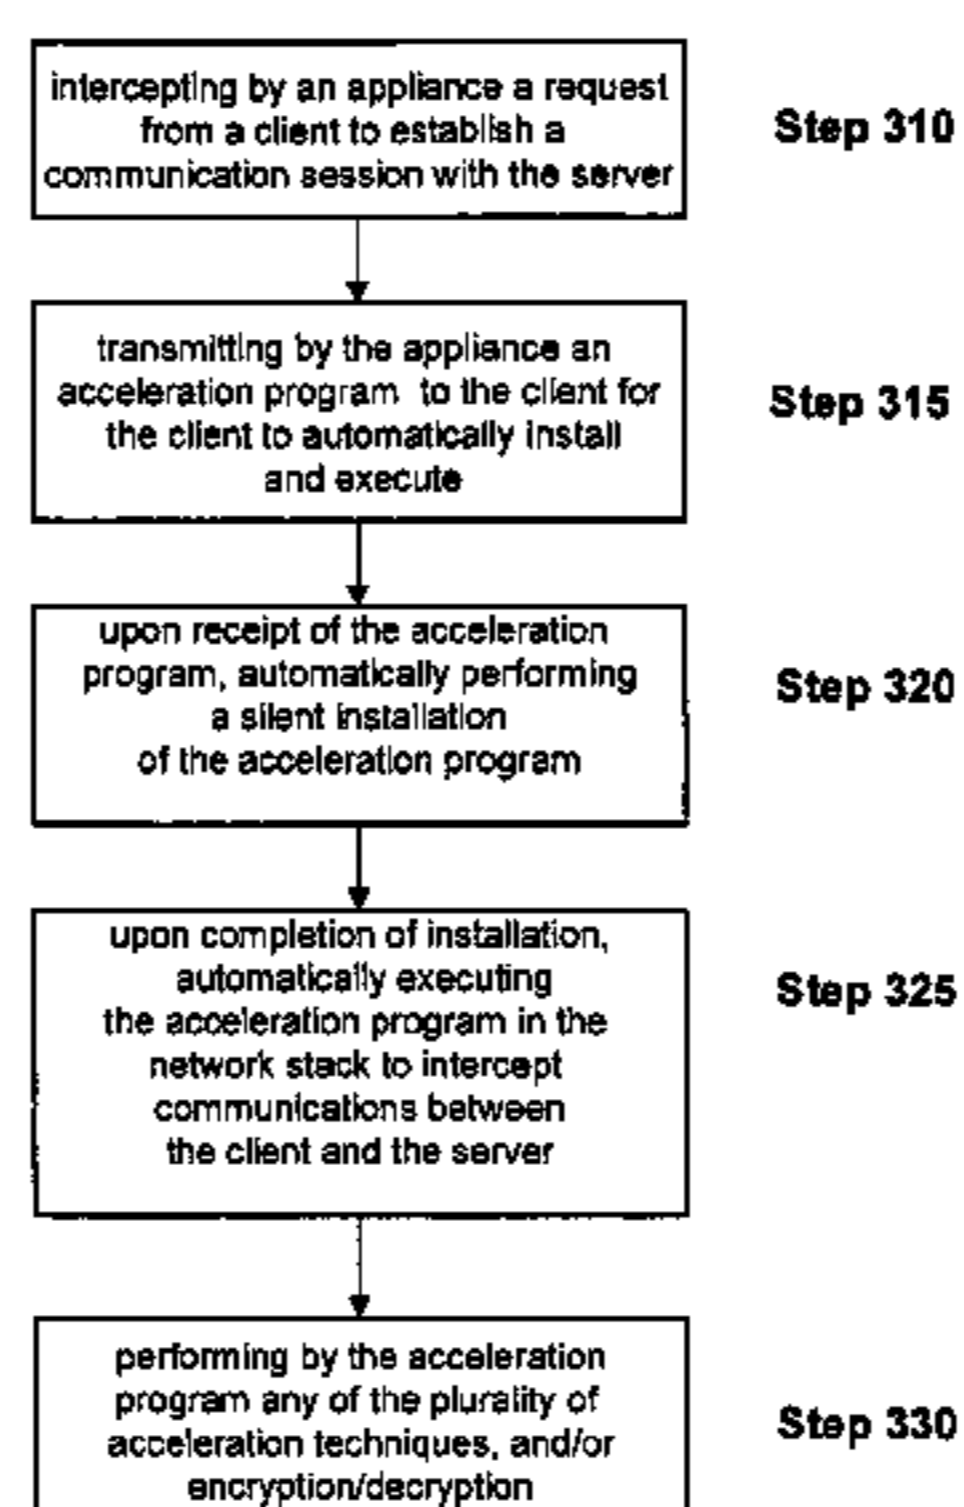 intercepting by an appliance a request
from a client to establish a
communication session with the server
Step 310
transmitting by the appliance an
acceleration program to the client for
the client to automatically install
and execute
Step 315
upon receipt of the acceleration
program, automatically performing
a silent installation
of the acceleration program
Step 320
upon completion of installation,
automatically executing
the acceleration program in the
network stack to intercept
communications between
the client and the server
Step 325
performing by the acceleration
program any of the plurality of
acceleration techniques, and/or
encryption/decryption
Step 330